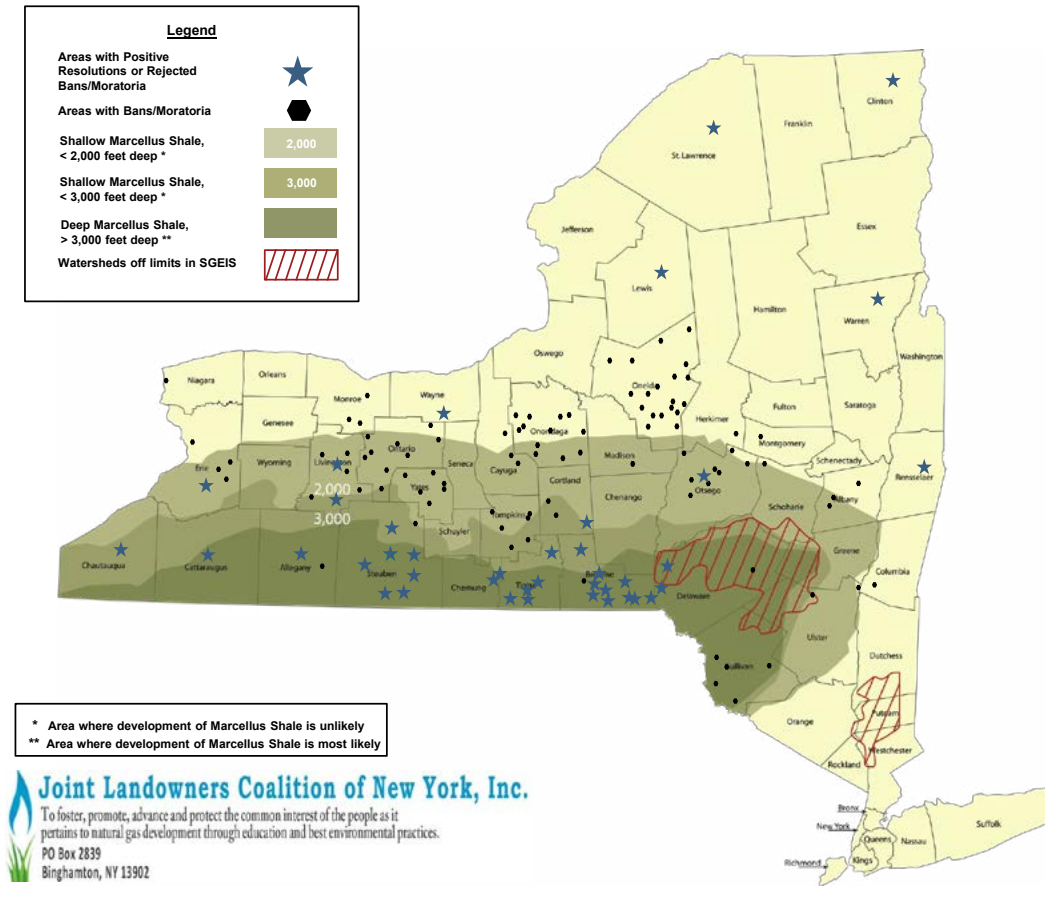 Legend
Areas with Positive
Resolutions or Rejected
Bans/Moratoria
Areas with Bans/Moratoria
Shallow Marcellus Shale,
< 2,000 feet deep *
2,000
Shallow Marcellus Shale,
< 3,000 feet deep *
3,000
Deep Marcellus Shale,
> 3,000 feet deep **
Watersheds off limits in SGEIS
Clinton
Franklin
St. Lawrence
Jefferson
Essex
Lewis
Hamilton
Warren
Washington
Oswego
Oneida
Herkimer
Fulton
Saratoga
Niagara
Orleans
Monroe
Wayne
Genesee
Onondaga
Madison
Montgomery
Schenectady
Rensselaer
Erie
Wyoming
Livingston
Ontario
Seneca
Cayuga
Yates
Cortland
Chenango
Otsego
Schoharie
Albany
2,000
3,000
Tompkins
Schuyler
Greene
Columbia
Chautauqua
Cattaraugus
Allegany
Steuben
Chemung
Tioga
Broome
Delaware
Ulster
Sullivan
Dutchess
Orange
Putnam
Westchester
Rockland
Bronx
New York
Queens
Nassau
Suffolk
Richmond
Kings
* Area where development of Marcellus Shale is unlikely
** Area where development of Marcellus Shale is most likely
Joint Landowners Coalition of New York, Inc.
To foster, promote, advance and protect the common interest of the people as it
pertains to natural gas development through education and best environmental practices.
PO Box 2839
Binghamton, NY 13902